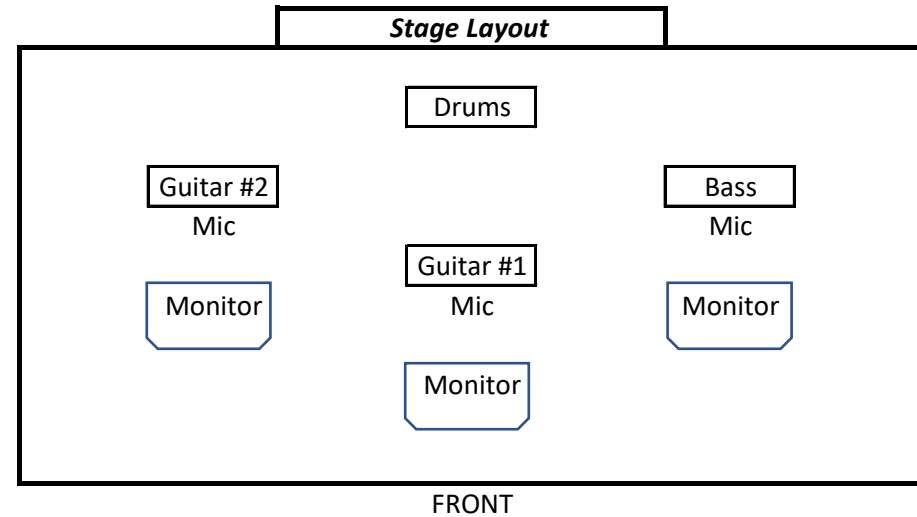 Stage Layout
Drums
Guitar #2
Bass
Mic
Mic
Guitar #1
Mic
Monitor
Monitor
Monitor
FRONT